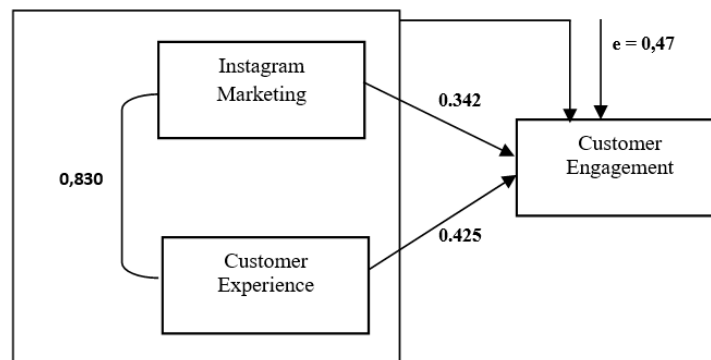 Instagram
Marketing
e = 0,47
0.342
Customer
Engagement
0,830
0.425
Customer
Experience